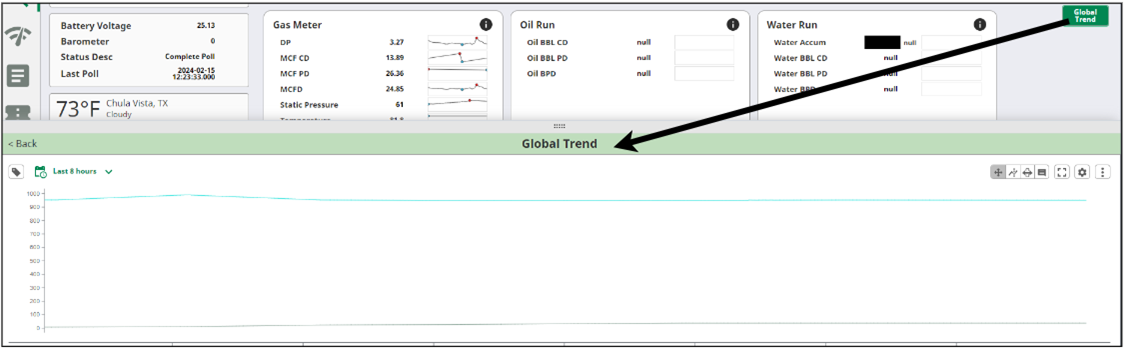 Global
Trend
Battery Voltage 25.13
Barometer 0
Status Desc Complete Poll
Last Poll 2024-02-15
12:23:33.000
73°F Chula Vista, TX
Cloudy
Gas Meter
DP 3.27
MCF CD 13.89
MCF PD 26.36
MCFD 24.85
Static Pressure 61
Oil Run
Oil BBL CD null
Oil BBL PD null
Oil BPD null
Water Run
Water Accum null
Water BBL CD null
Water BBL PD null
Water null
< Back
Global Trend
Last 8 hours
1000
900
800
700
600
500
400
300
200
100
0